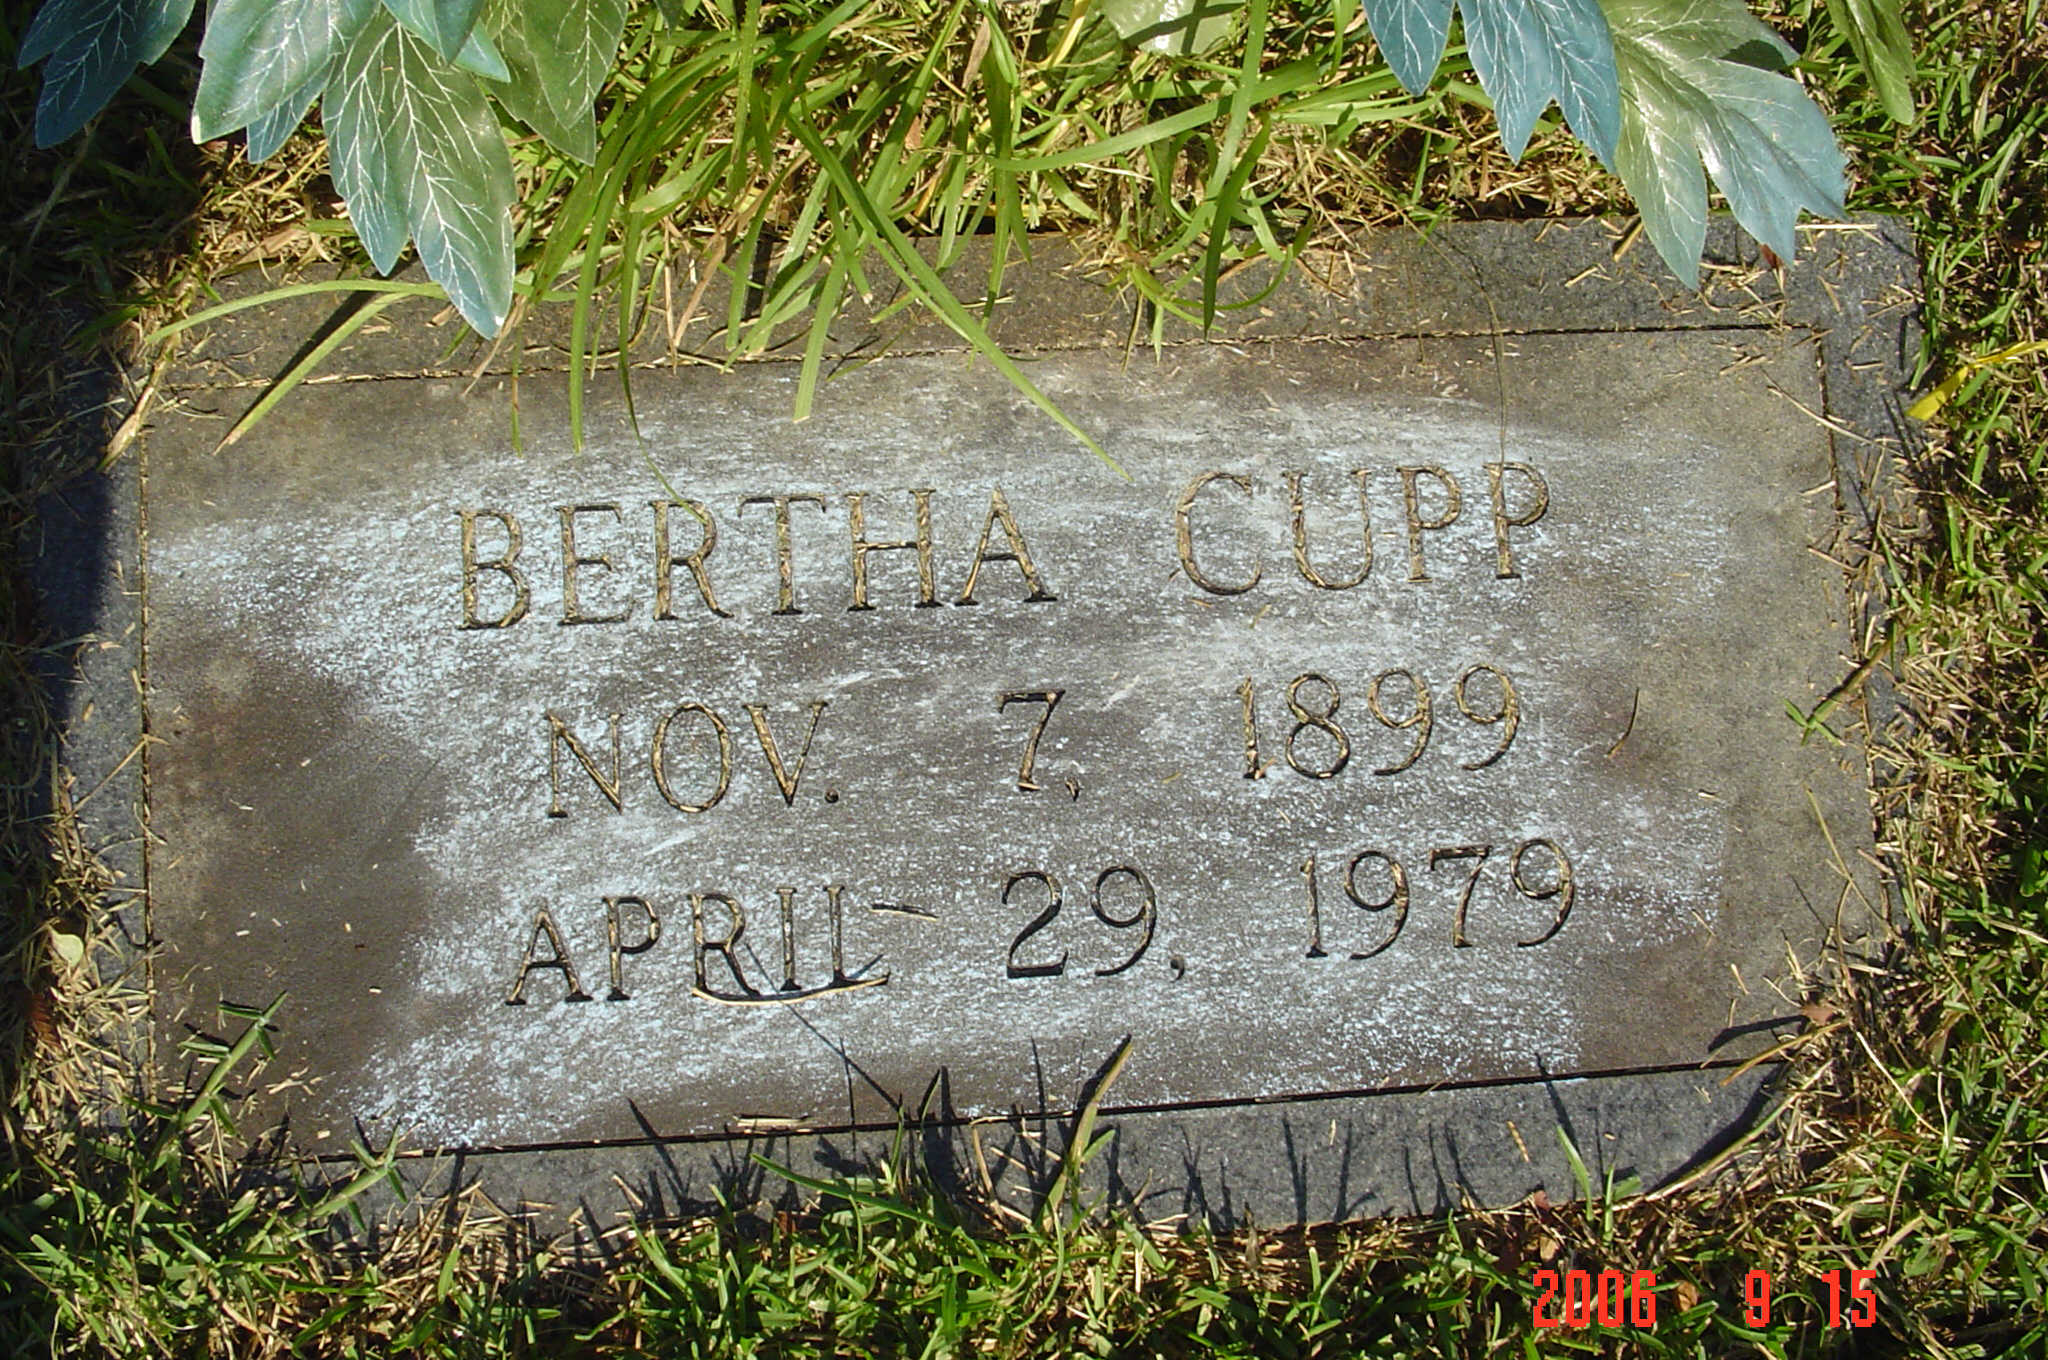 BERTHA CUPP
NOV. 7, 1899
APRIL 29, 1979
2006 9 15